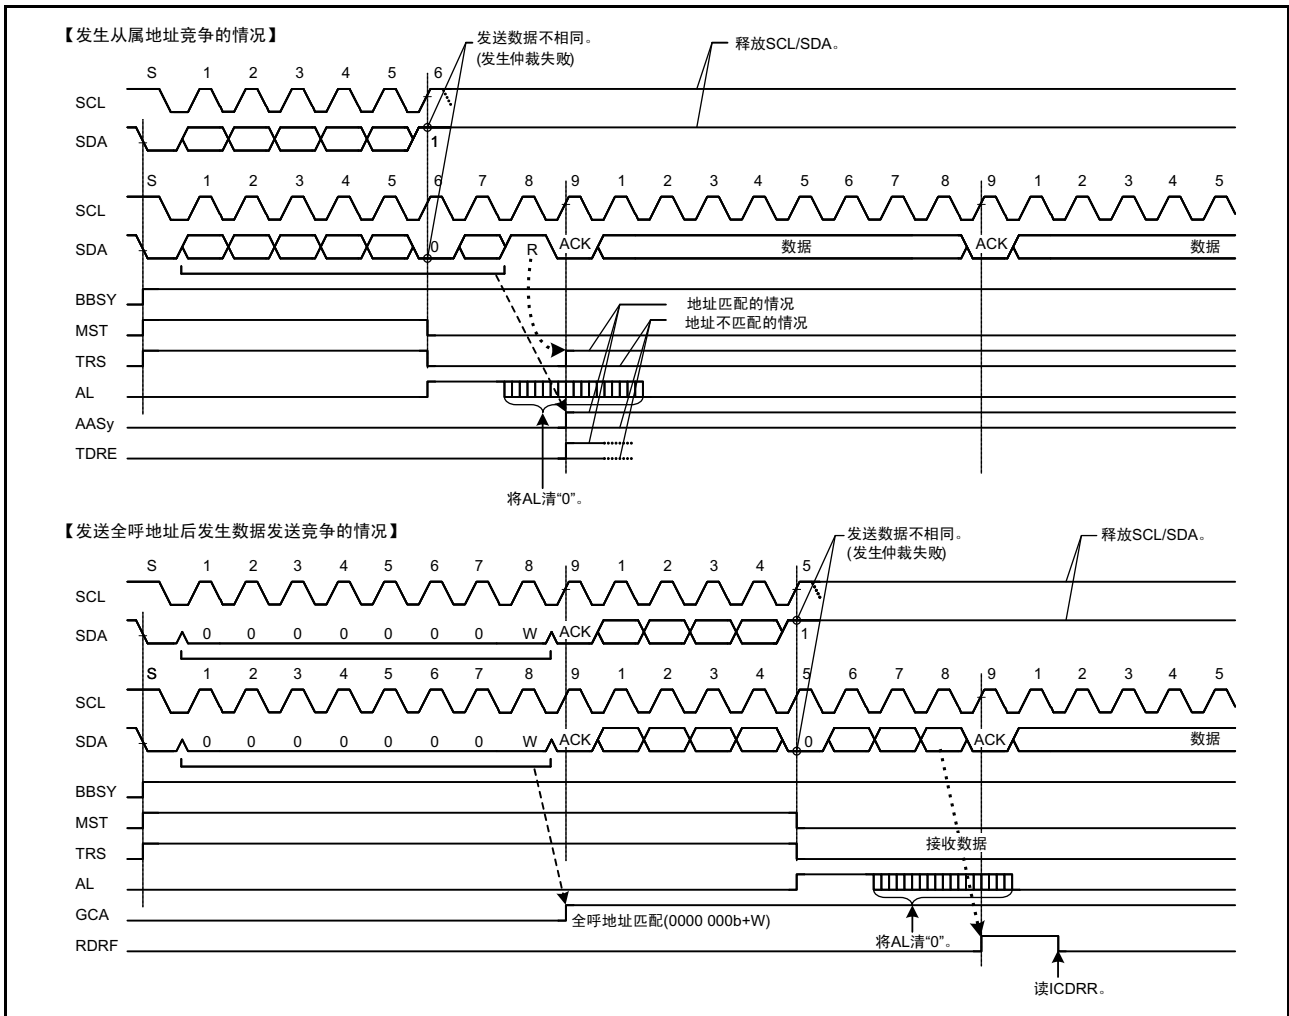 【发生从属地址竞争的情况】
发送数据不相同。
(发生仲裁失败)
释放SCL/SDA。
S 1 2 3 4 5 6
SCL
SDA
1
S 1 2 3 4 5 6 7 8 9 1 2 3 4 5 6 7 8 9 1 2 3 4 5
SCL
SDA
0 R ACK 数据 ACK 数据
BBSY
地址匹配的情况
MST
地址不匹配的情况
TRS
AL
AASy
TDRE
将AL清“0”。
【发送全呼地址后发生数据发送竞争的情况】
发送数据不相同。
(发生仲裁失败)
释放SCL/SDA。
S 1 2 3 4 5 6 7 8 9 1 2 3 4 5
SCL
SDA
0 0 0 0 0 0 0 W ACK 1
S 1 2 3 4 5 6 7 8 9 1 2 3 4 5 6 7 8 9 1 2 3 4 5
SCL
SDA
0 0 0 0 0 0 0 W ACK 0 ACK 数据
BBSY
MST
TRS
接收数据
AL
GCA
全呼地址匹配(0000 000b+W)
将AL清“0”。
RDRF
读ICDRR。